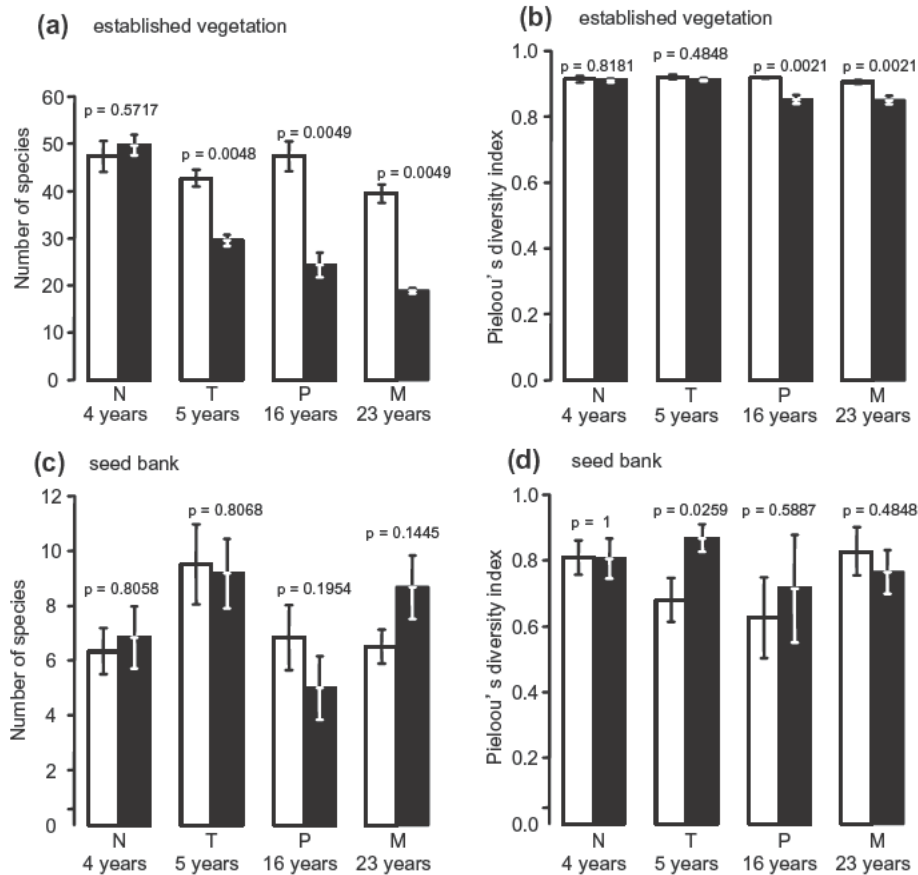 (a) established vegetation
Number of species
60
50
40
30
20
10
0
p = 0.5717
p = 0.0048
p = 0.0049
p = 0.0049
N
T
P
M
4 years
5 years
16 years
23 years
(b) established vegetation
Pieloou' s diversity index
1.0
0.8
0.6
0.4
0.2
0.0
p = 0.8181
p = 0.4848
p = 0.0021
p = 0.0021
N
T
P
M
4 years
5 years
16 years
23 years
(c) seed bank
Number of species
12
10
8
6
4
2
0
p = 0.8058
p = 0.8068
p = 0.1954
p = 0.1445
N
T
P
M
4 years
5 years
16 years
23 years
(d) seed bank
Pieloou' s diversity index
1.0
0.8
0.6
0.4
0.2
0.0
p = 1
p = 0.0259
p = 0.5887
p = 0.4848
N
T
P
M
4 years
5 years
16 years
23 years